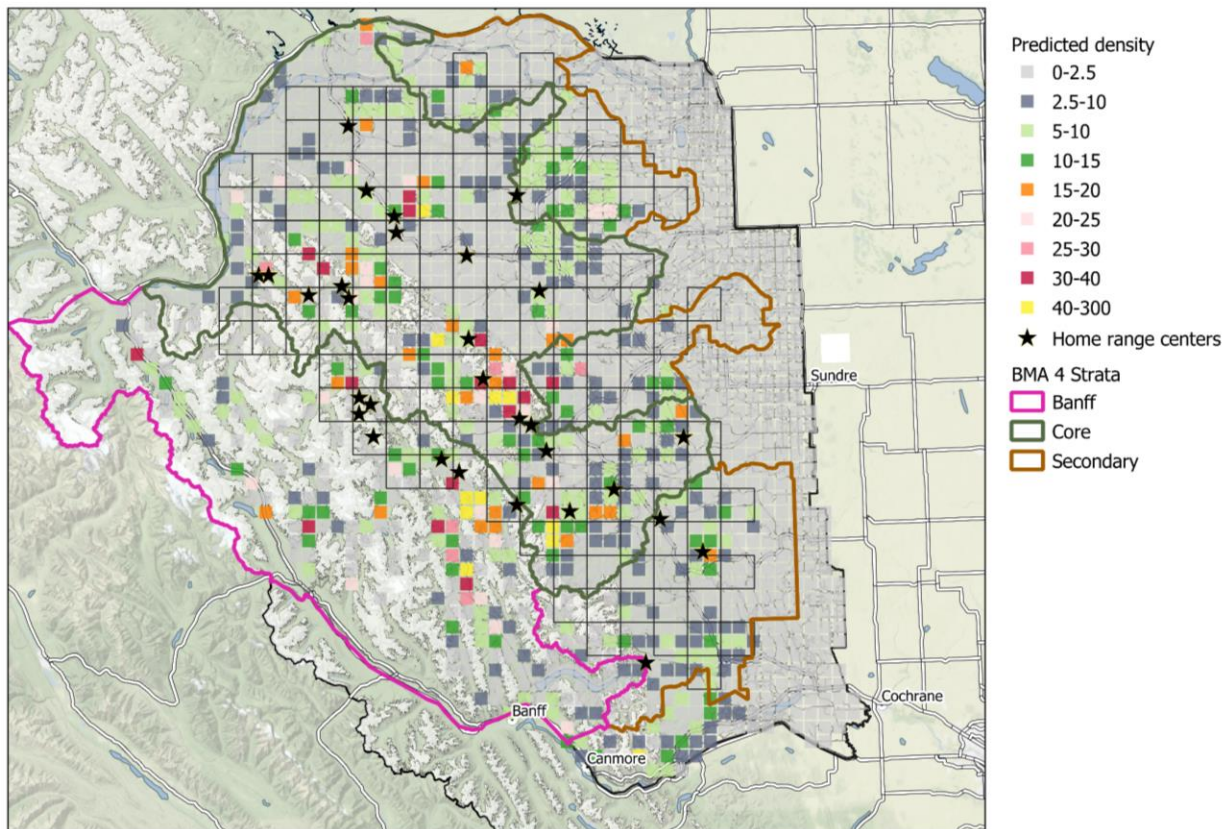 Predicted density
0-2.5
2.5-10
5-10
10-15
15-20
20-25
25-30
30-40
40-300
Home range centers
BMA 4 Strata
Banff
Core
Secondary
Sundre
Cochrane
Banff
Canmore